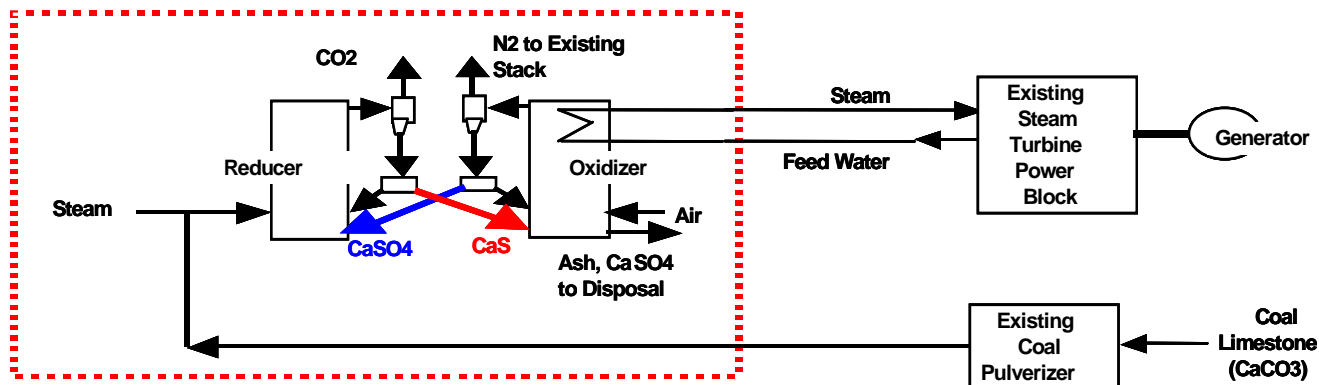 CO2
N2 to Existing
Stack
Reducer
Oxidizer
Steam
CaSO4
CaS
Air
Ash, CaSO4
to Disposal
Steam
Feed Water
Existing
Steam
Turbine
Power
Block
Generator
Existing
Coal
Pulverizer
Coal
Limestone
(CaCO3)